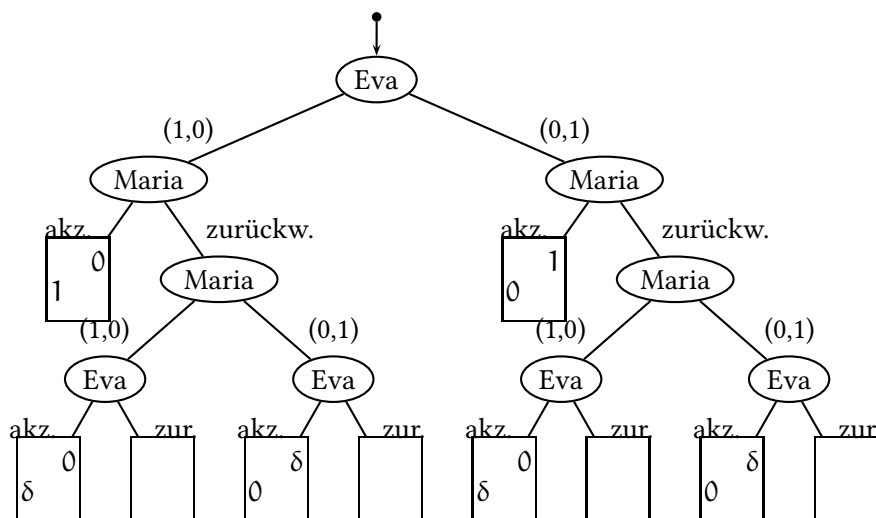 Eva
(1,0) (0,1)
Maria Maria
akz. zurückw. akz. zurückw.
0 1
1 Maria 0 Maria
(1,0) (0,1) (1,0) (0,1)
Eva Eva Eva Eva
akz. zur. akz. zur. akz. zur. akz. zur
0 δ 0 δ
δ 0 δ 0